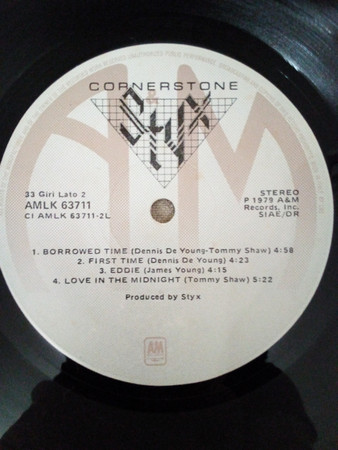 CORNERSTONE
STYX
33 Giri Lato 2
AMLK 63711
CI AMLK 63711-2L
STEREO
P 1979 A&M
Records, Inc.
SIAE/DR
1. BORROWED TIME (Dennis De Young-Tommy Shaw) 4:58
2. FIRST TIME (Dennis De Young) 4:23
3. EDDIE (James Young) 4:15
4. LOVE IN THE MIDNIGHT (Tommy Shaw) 5:22
Produced by Styx
AM